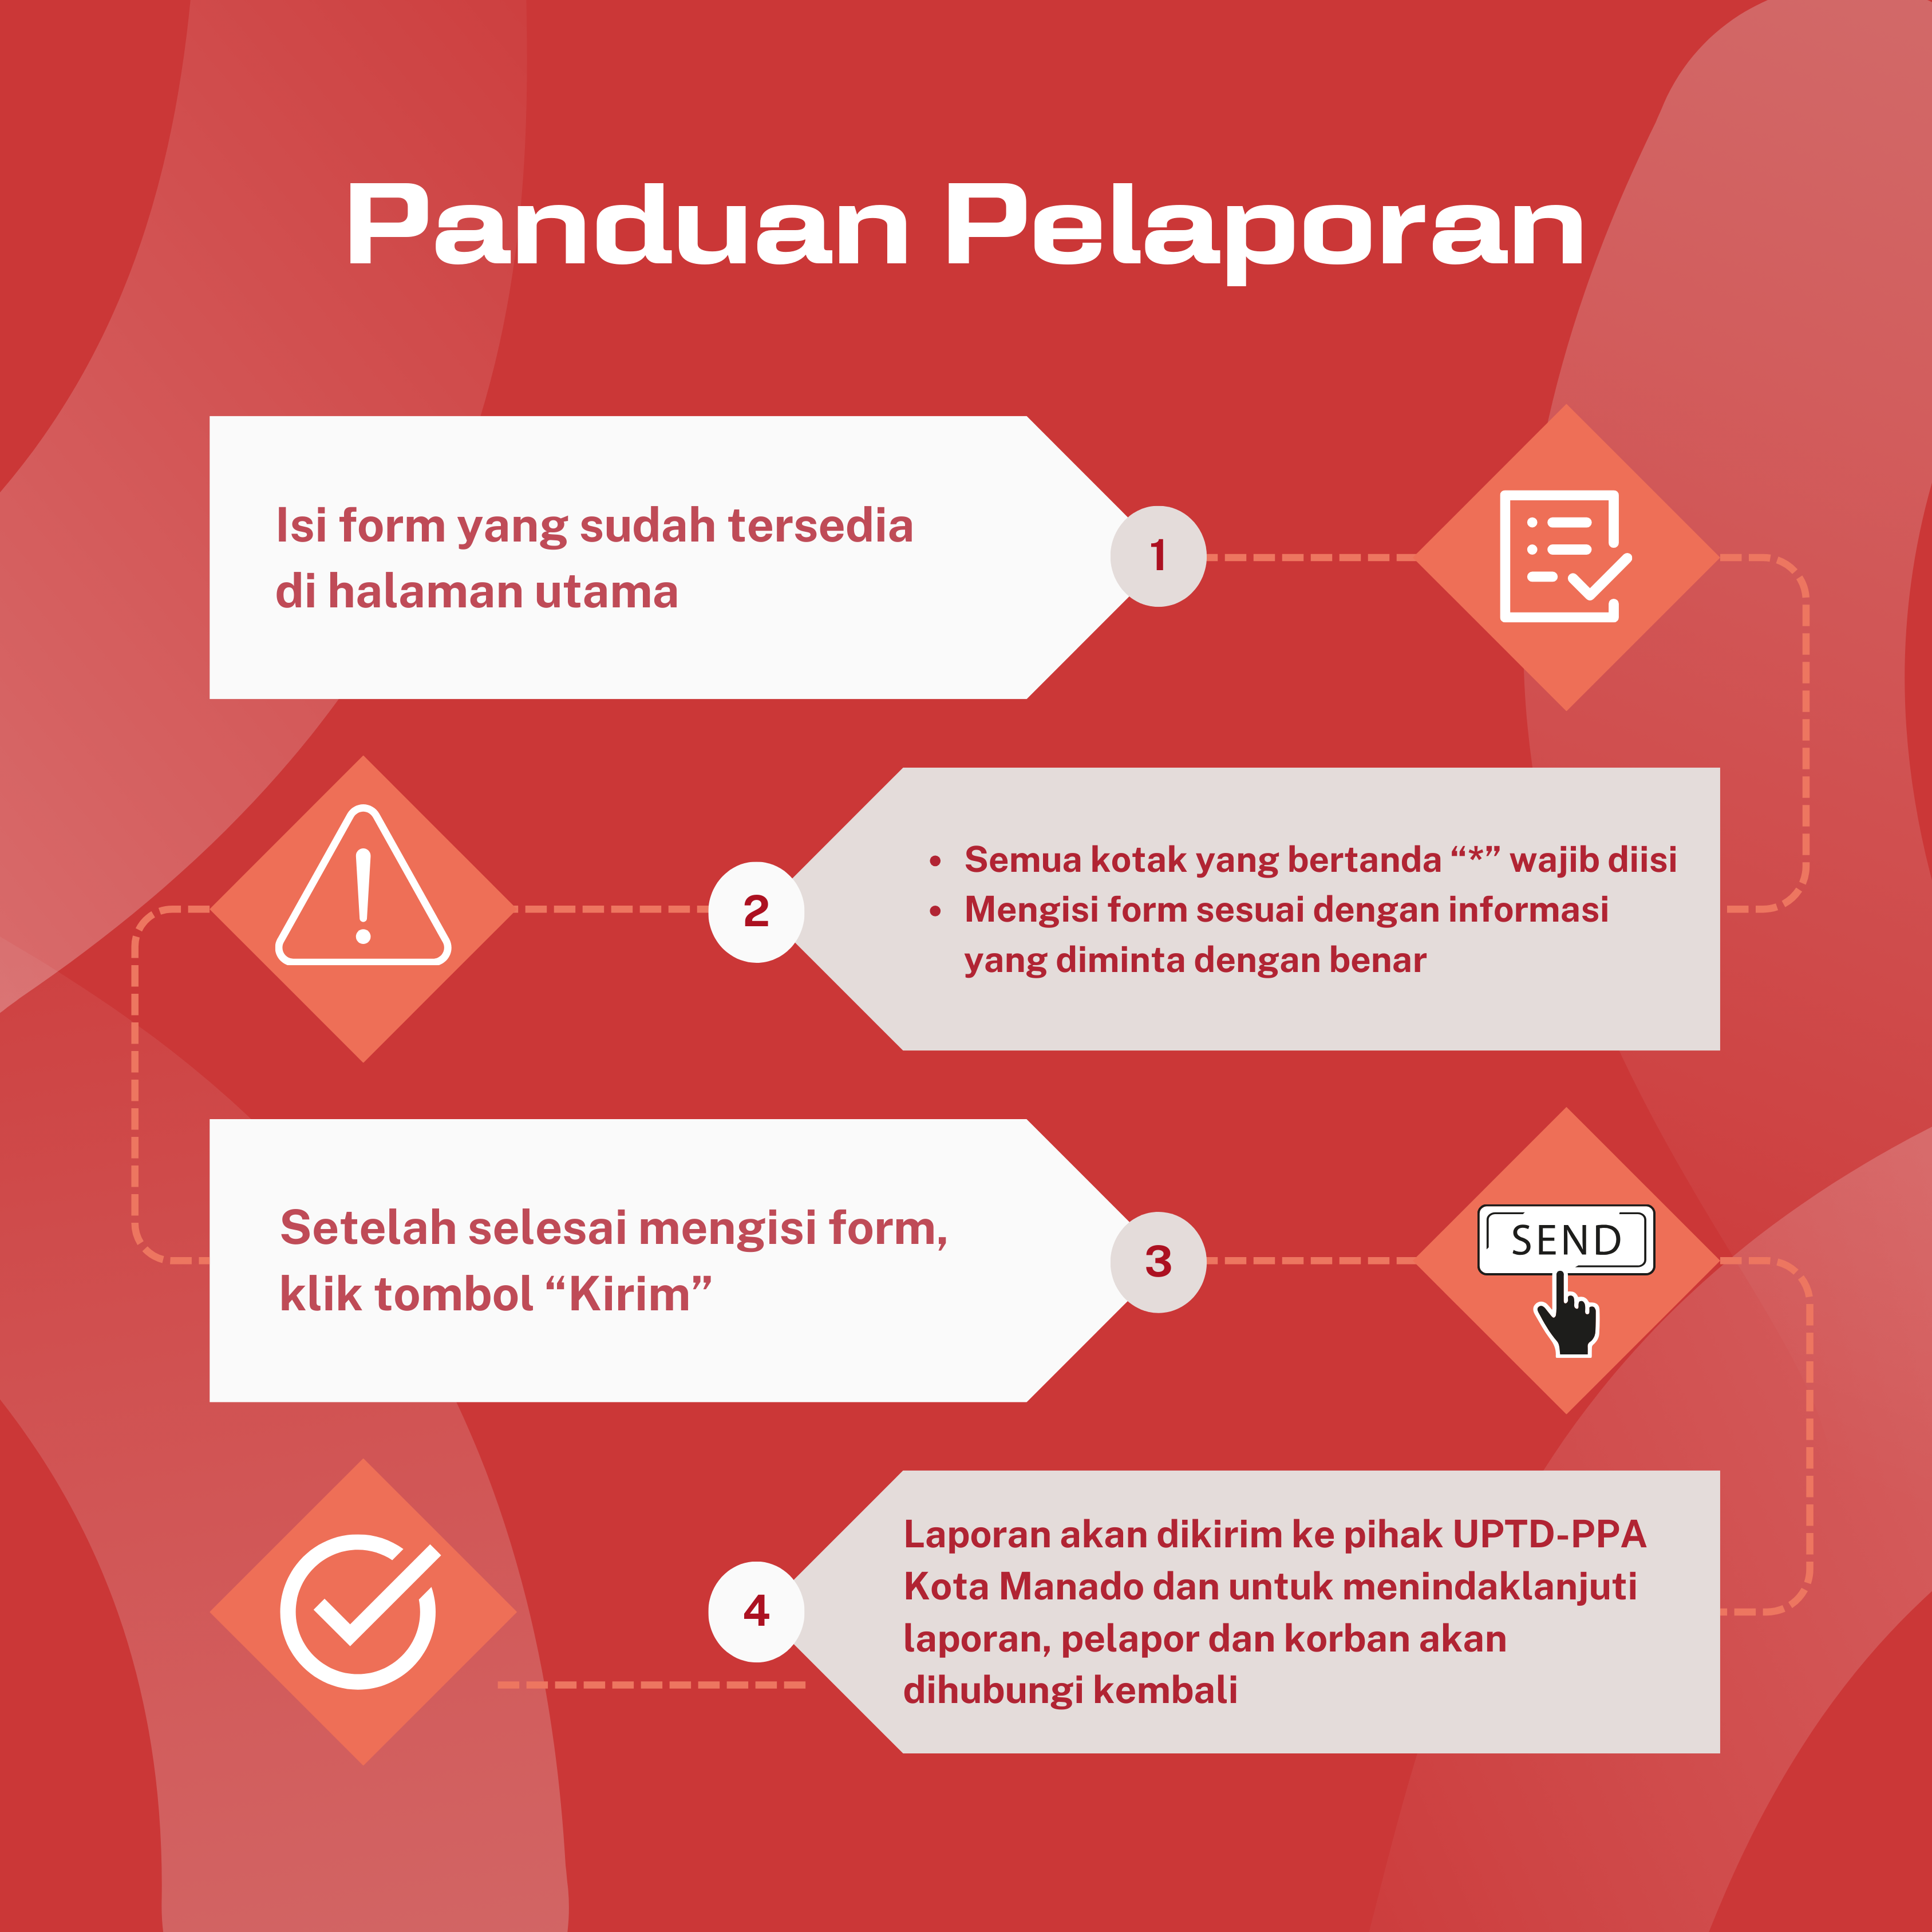 Panduan Pelaporan
Isi form yang sudah tersedia
di halaman utama
1
2
• Semua kotak yang bertanda “*” wajib diisi
• Mengisi form sesuai dengan informasi
yang diminta dengan benar
Setelah selesai mengisi form,
klik tombol “Kirim”
3
SEND
4
Laporan akan dikirim ke pihak UPTD-PPA
Kota Manado dan untuk menindaklanjuti
laporan, pelapor dan korban akan
dihubungi kembali